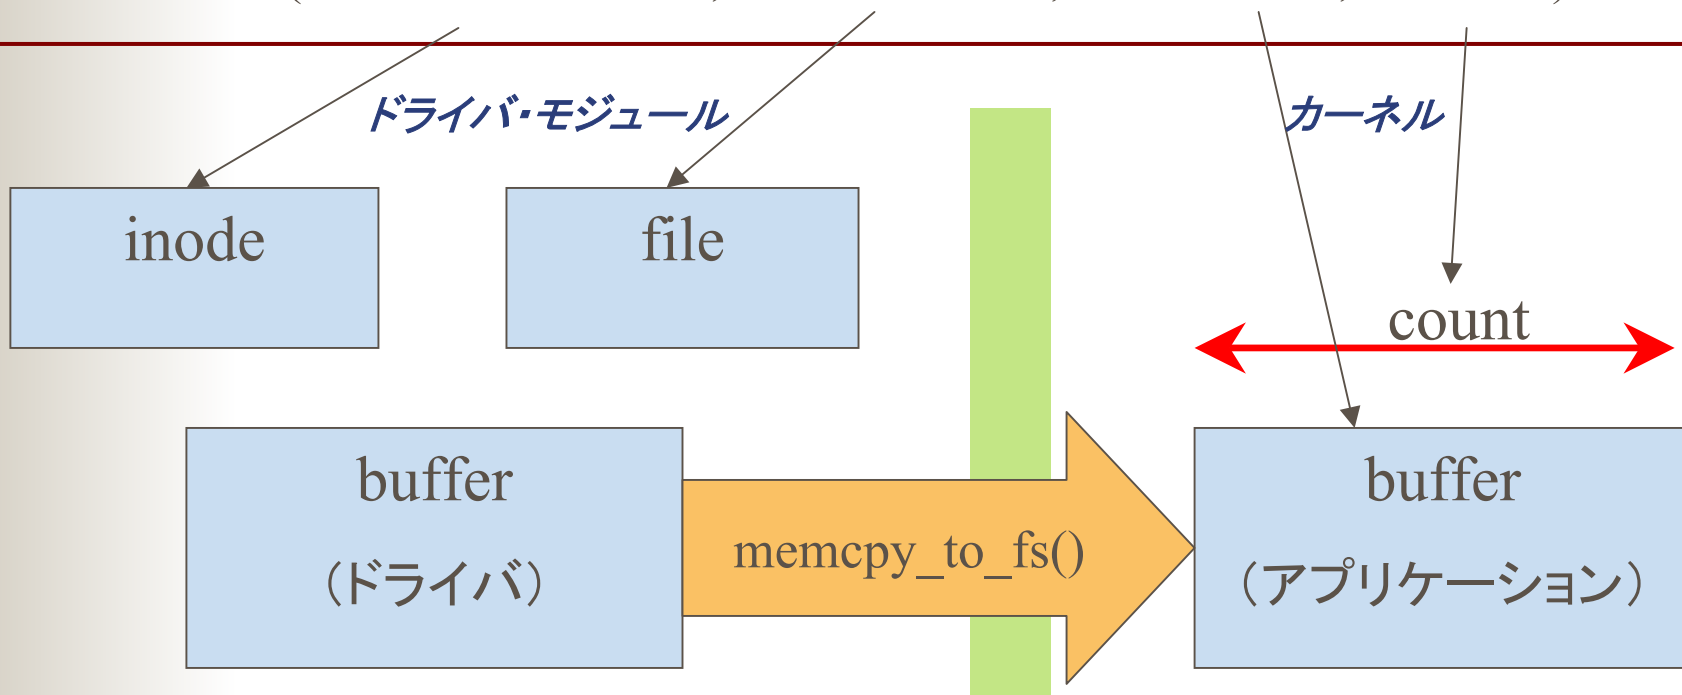 ドライバ・モジュール
カーネル
inode
file
count
buffer
(ドライバ)
memcpy_to_fs()
buffer
(アプリケーション)